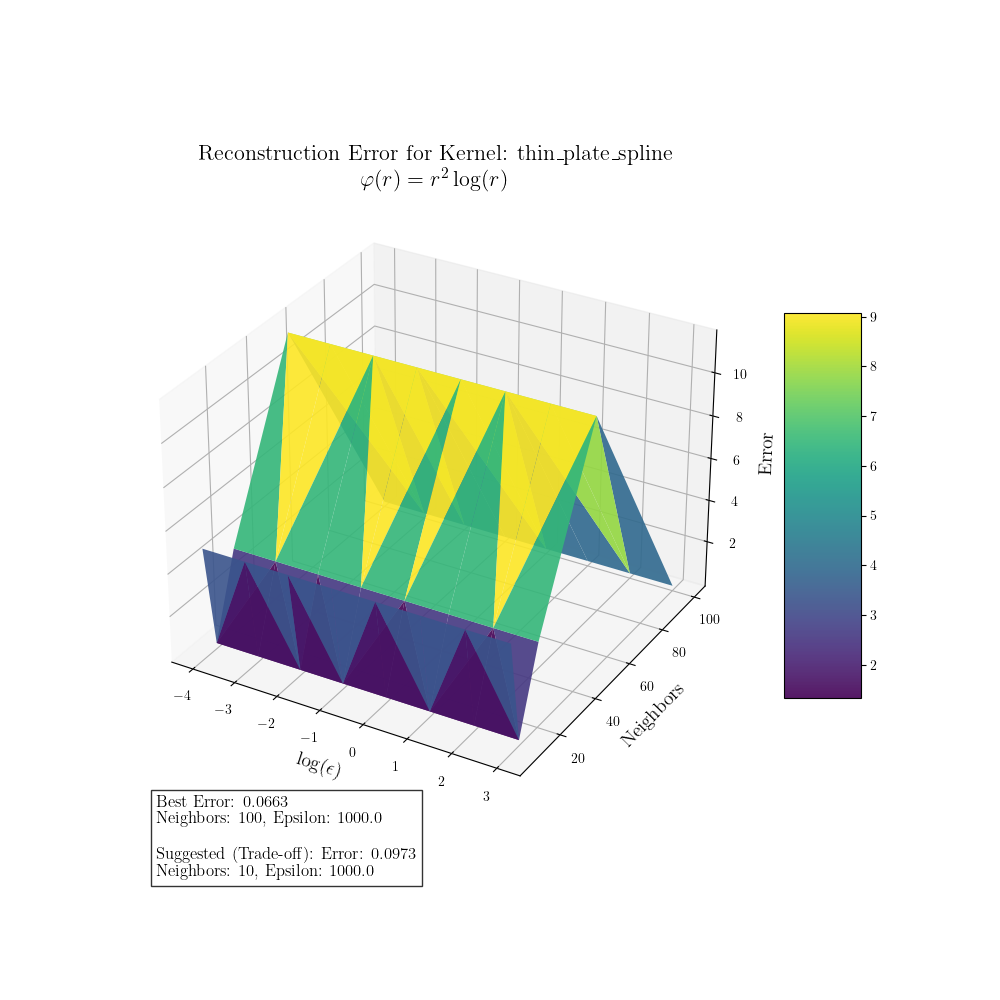 Reconstruction Error for Kernel: thin_plate_spline
φ(r) = r² log(r)
10
8
6
4
2
Error
100
80
60
40
20
Neighbors
−4
−3
−2
−1
0
1
2
3
log(ϵ)
9
8
7
6
5
4
3
2
Best Error: 0.0663
Neighbors: 100, Epsilon: 1000.0
Suggested (Trade-off): Error: 0.0973
Neighbors: 10, Epsilon: 1000.0